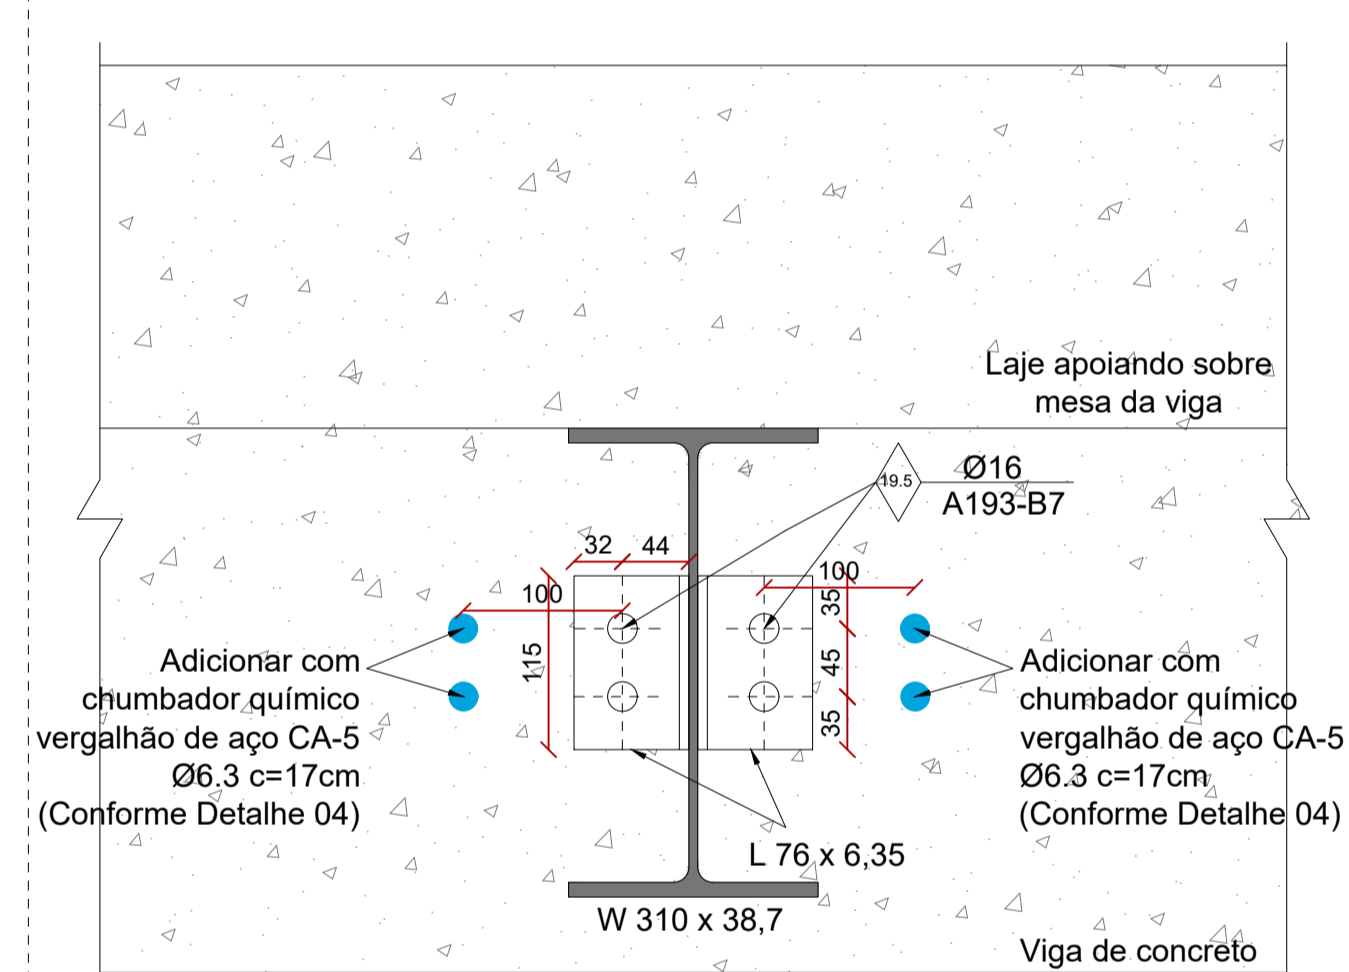 Laje apoiando sobre
mesa da viga
19.5
Ø16
A193-B7
32
44
100
100
35
115
45
35
Adicionar com
chumbador químico
vergalhão de aço CA-5
Ø6.3 c=17cm
(Conforme Detalhe 04)
Adicionar com
chumbador químico
vergalhão de aço CA-5
Ø6.3 c=17cm
(Conforme Detalhe 04)
L 76 x 6,35
W 310 x 38,7
Viga de concreto